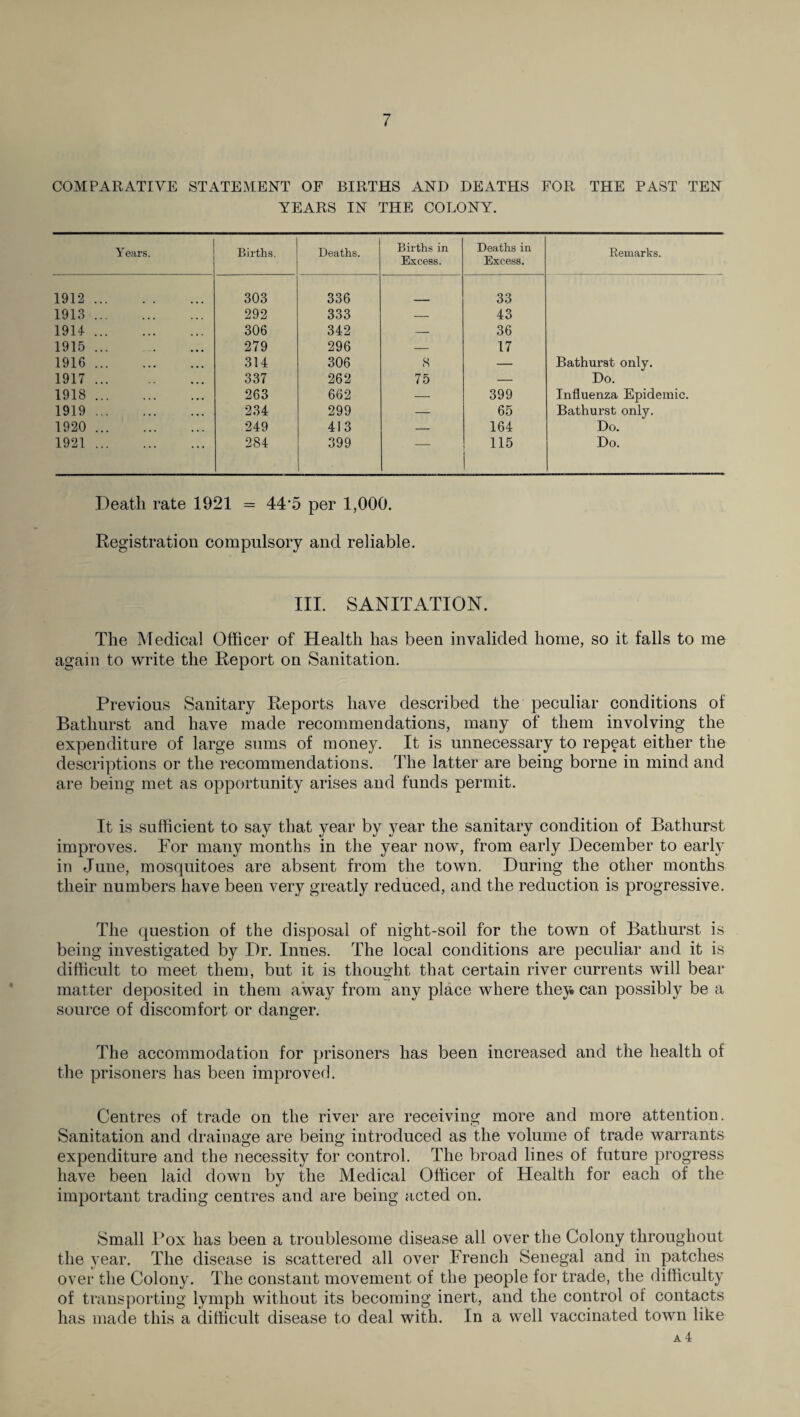 7
COMPARATIVE STATEMENT OF BIRTHS AND DEATHS FOR THE PAST TEN
YEARS IN THE COLONY.
Years. Births. Deaths. Births in Excess. Deaths in Excess. Remarks.
1912 ... .. ... 303 336 — 33
1913 ... ... ... 292 333 — 43
1914 ... ... ... 306 342 — 36
1915 ... . ... 279 296 — 17
1916 ... ... ... 314 306 8 — Bathurst only.
1917 ... .. ... 337 262 75 — Do.
1918 ... ... ... 263 662 — 399 Influenza Epidemic.
1919 ... ... ... 234 299 — 65 Bathurst only.
1920 ... ... ... 249 413 — 164 Do.
1921 ... ... ... 284 399 — 115 Do.
Death rate 1921 = 44·5 per 1,000.
Registration compulsory and reliable.
III. SANITATION.
The Medical Officer of Health has been invalided home, so it falls to me
again to write the Report on Sanitation.
Previous Sanitary Reports have described the peculiar conditions of
Bathurst and have made recommendations, many of them involving the
expenditure of large sums of money. It is unnecessary to repeat either the
descriptions or the recommendations. The latter are being borne in mind and
are being met as opportunity arises and funds permit.
It is sufficient to say that year by year the sanitary condition of Bathurst
improves. For many months in the year now, from early December to early
in June, mosquitoes are absent from the town. During the other months
their numbers have been very greatly reduced, and the reduction is progressive.
The question of the disposal of night-soil for the town of Bathurst is
being investigated by Dr. Innes. The local conditions are peculiar and it is
difficult to meet them, but it is thought that certain river currents will bear
matter deposited in them away from any place where they can possibly be a
source of discomfort or danger.
The accommodation for prisoners has been increased and the health of
the prisoners has been improved.
Centres of trade on the river are receiving more and more attention.
Sanitation and drainage are being introduced as the volume of trade warrants
expenditure and the necessity for control. The broad lines of future progress
have been laid down by the Medical Officer of Health for each of the
important trading centres and are being acted on.
Small Pox has been a troublesome disease all over the Colony throughout
the year. The disease is scattered all over French Senegal and in patches
over the Colony. The constant movement of the people for trade, the difficulty
of transporting lymph without its becoming inert, and the control of contacts
has made this a difficult disease to deal with. In a well vaccinated town like
A 4